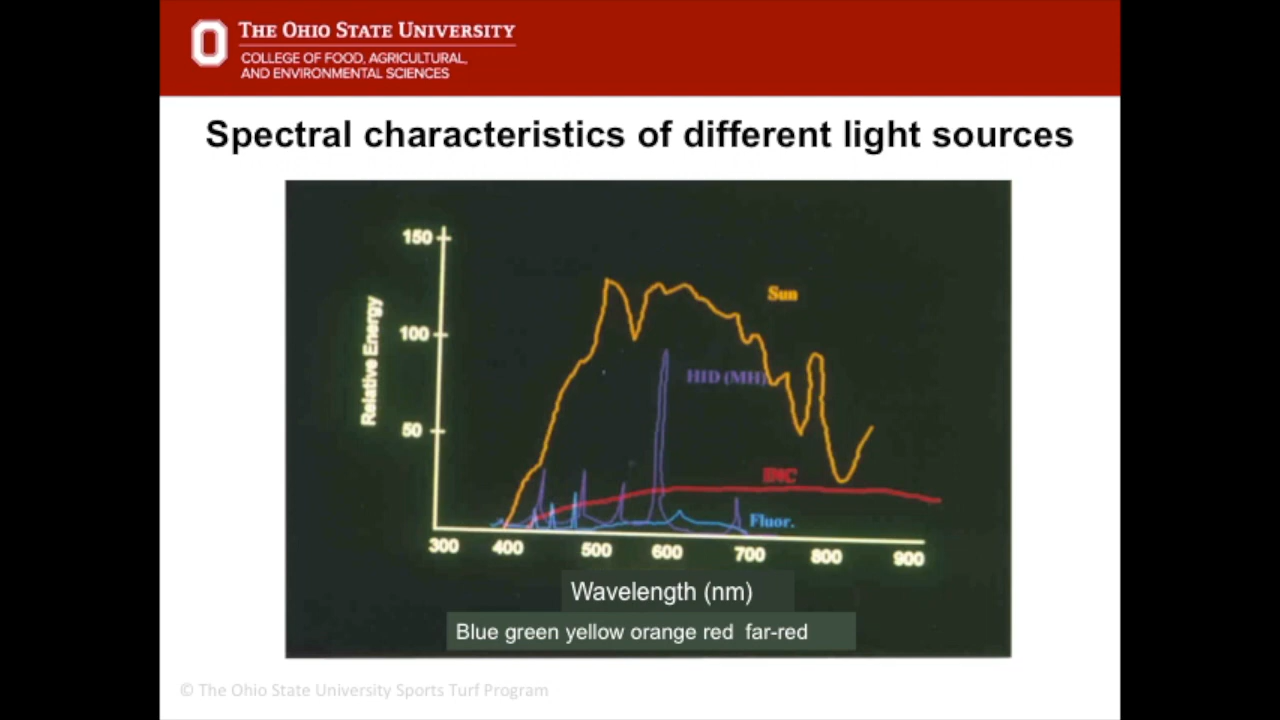 THE OHIO STATE UNIVERSITY
COLLEGE OF FOOD, AGRICULTURAL,
AND ENVIRONMENTAL SCIENCES
Spectral characteristics of different light sources
150
Sun
100
Relative Energy
HID (MH)
50
INC
Fluor.
300 400 500 600 700 800 900
Wavelength (nm)
Blue green yellow orange red far-red
© The Ohio State University Sports Turf Program